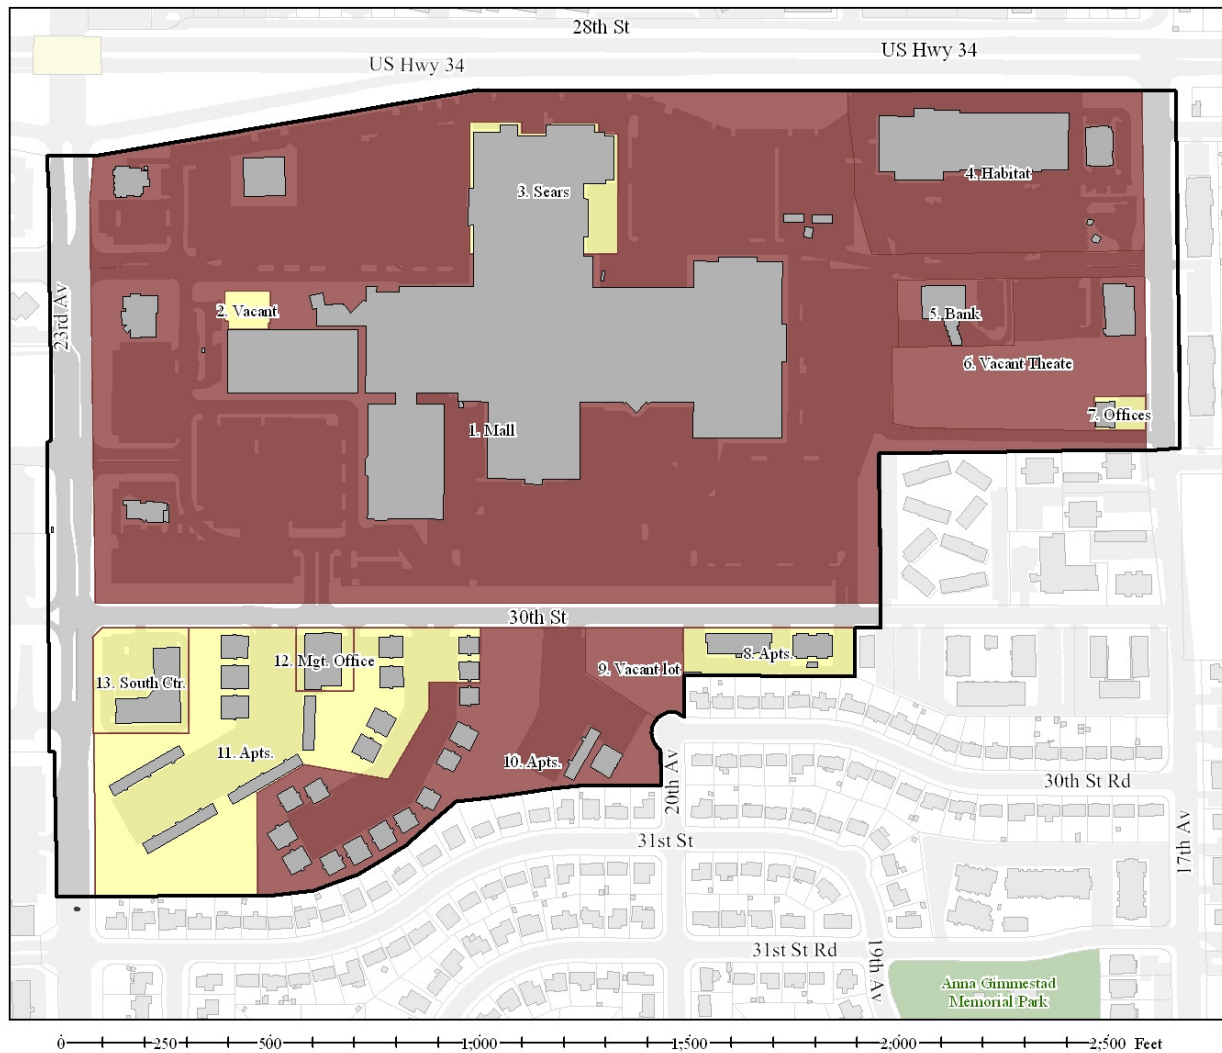 28th St
US Hwy 34
US Hwy 34
3. Sears
4. Habitat
23rd Av
2. Vacant
5. Bank
6. Vacant Theate
7. Offices
1. Mall
30th St
12. Mgt. Office
13. South Ctr.
9. Vacant lot
8. Apts.
11. Apts.
10. Apts.
20th Av
30th St Rd
31st St
17th Av
31st St Rd
19th Av
Anna Gimmestad
Memorial Park
0 250 500 1,000 1,500 2,000 2,500 Feet